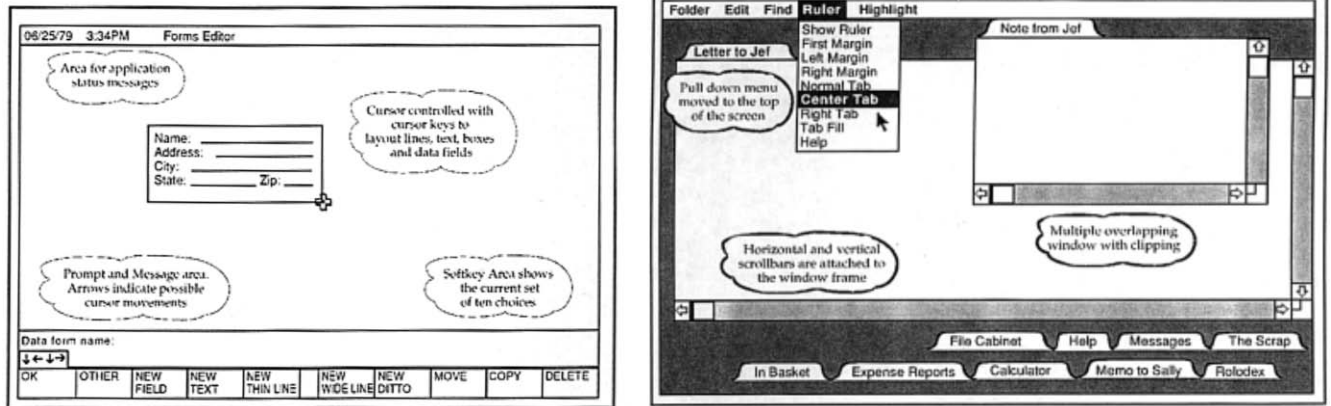 06/25/79 3:34PM Forms Editor
Area for application
status messages
Cursor controlled with
cursor keys to
layout lines, text, boxes
and data fields
Name:
Address:
City:
State: Zip:
Prompt and Message area.
Arrows indicate possible
cursor movements
Softkey Area shows
the current set
of ten choices
Data form name:
↓←↓→
OK
OTHER
NEW
FIELD
NEW
TEXT
NEW
THIN LINE
NEW
WIDE LINE
NEW
DITTO
MOVE
COPY
DELETE
Folder Edit Find Ruler Highlight
Show Ruler
First Margin
Left Margin
Right Margin
Normal Tab
Center Tab
Right Tab
Tab Fill
Help
Letter to Jef
Note from Jef
Pull down menu
moved to the top
of the screen
Horizontal and vertical
scrollbars are attached to
the window frame
Multiple overlapping
window with clipping
File Cabinet Help Messages The Scrap
In Basket Expense Reports Calculator Memo to Sally Rolodex